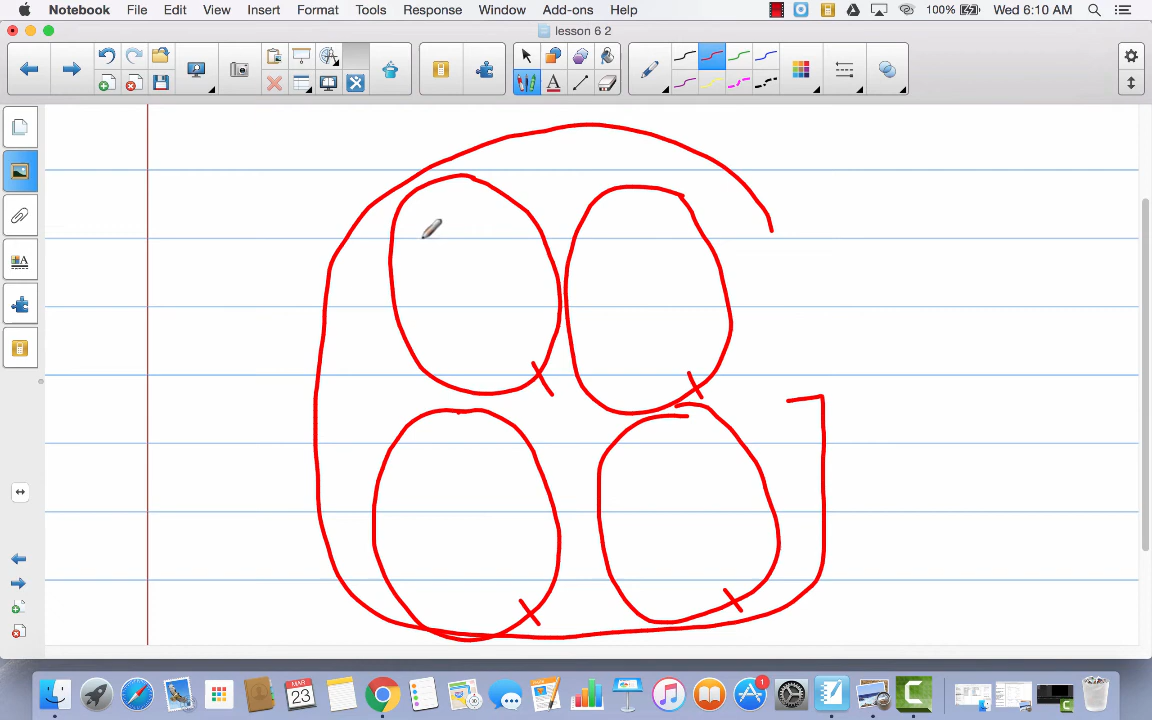 Notebook File Edit View Insert Format Tools Response Window Add-ons Help 100% Wed 6:10 AM
lesson 6 2
A
A
MAR
23
1